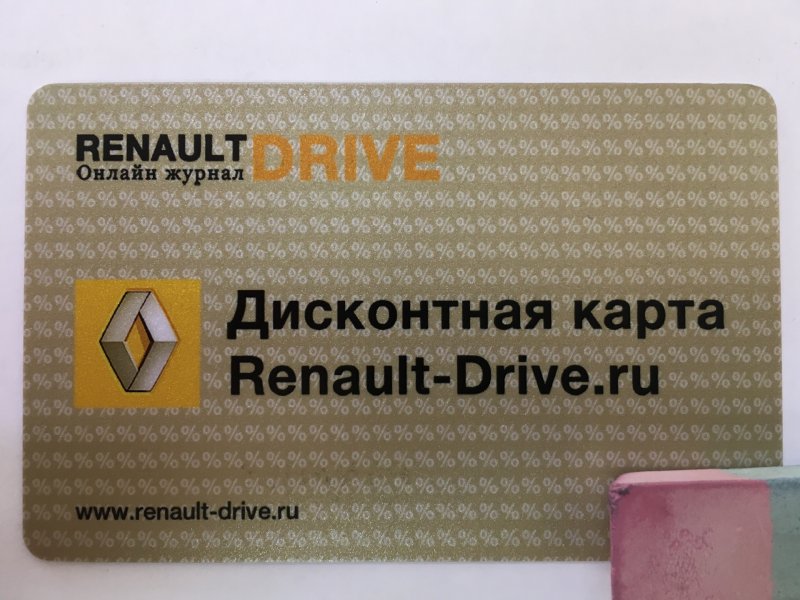 RENAULT DRIVE
Онлайн журнал
Дисконтная карта
Renault-Drive.ru
www.renault-drive.ru